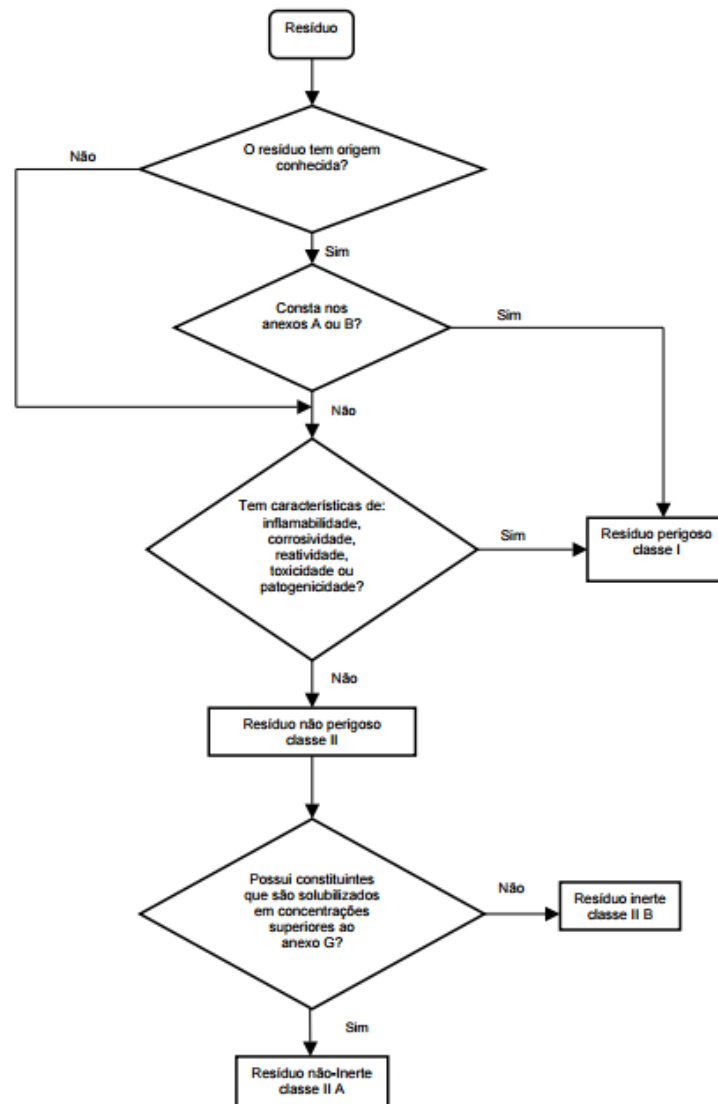 Resíduo
O resíduo tem origem
conhecida?
Não
Sim
Consta nos
anexos A ou B?
Sim
Não
Tem características de:
inflamabilidade,
corrosividade,
reatividade,
toxicidade ou
patogenicidade?
Sim
Resíduo perigoso
classe I
Não
Resíduo não perigoso
classe II
Possui constituintes
que são solubilizados
em concentrações
superiores ao
anexo G?
Não
Resíduo inerte
classe II B
Sim
Resíduo não-Inerte
classe II A